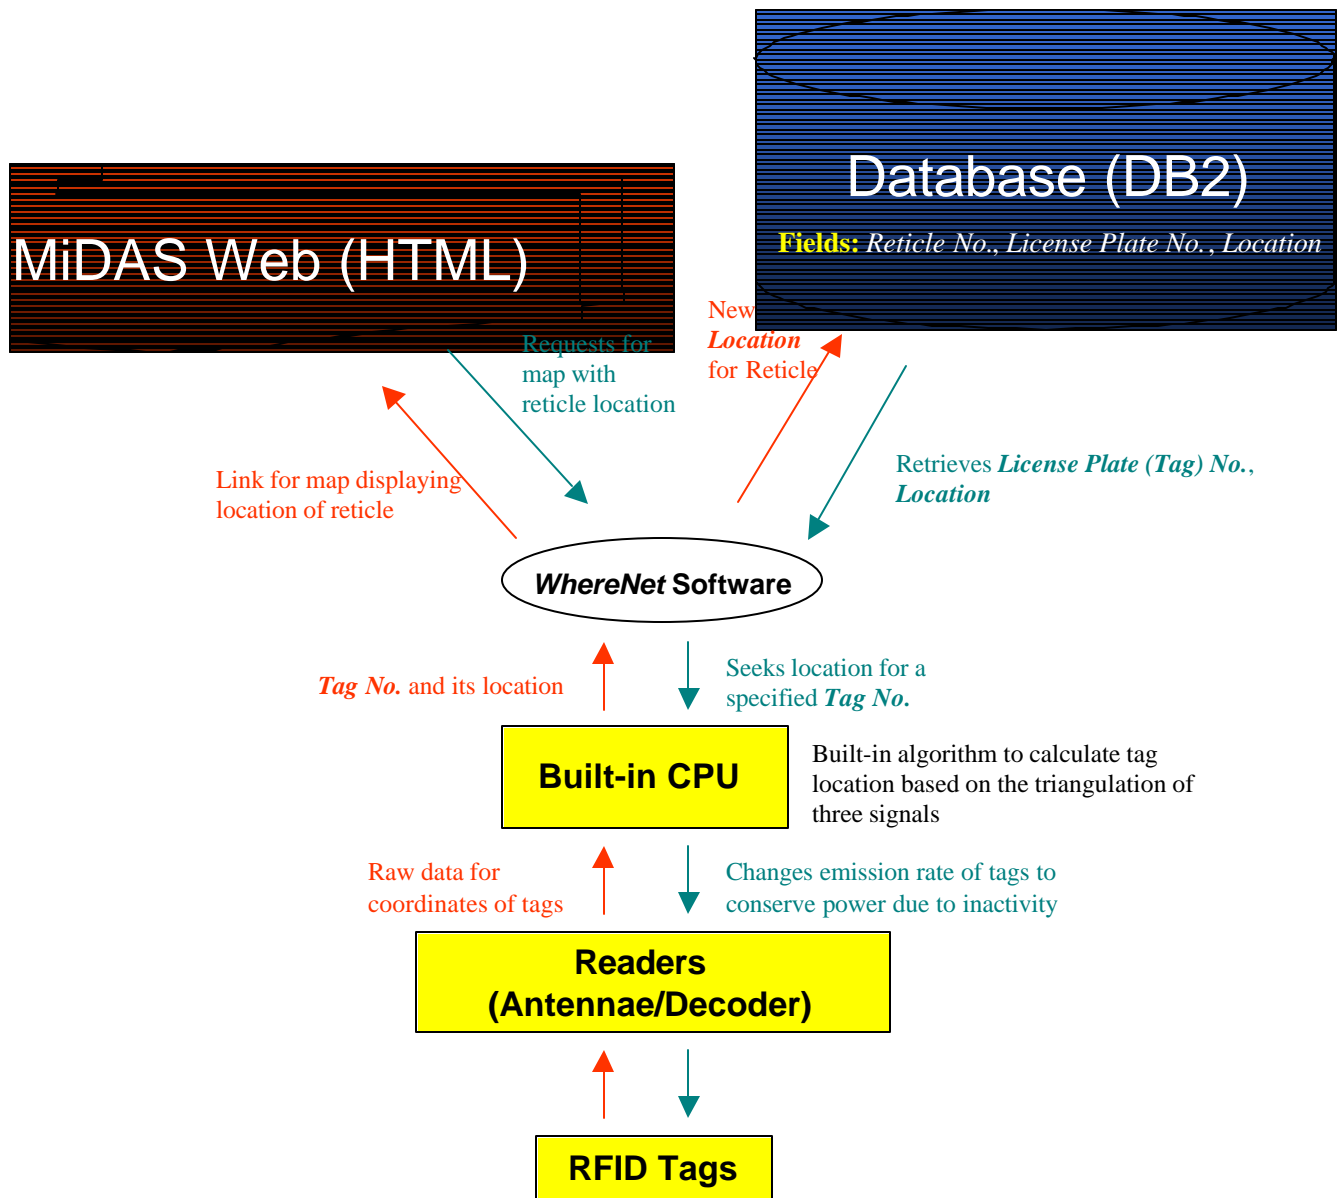 Database (DB2)
Fields: Reticle No., License Plate No., Location
MiDAS Web (HTML)
New
Location
for Reticle
Requests for
map with
reticle location
Link for map displaying
location of reticle
Retrieves License Plate (Tag) No.,
Location
WhereNet Software
Tag No. and its location
Seeks location for a
specified Tag No.
Built-in CPU
Built-in algorithm to calculate tag
location based on the triangulation of
three signals
Raw data for
coordinates of tags
Changes emission rate of tags to
conserve power due to inactivity
Readers
(Antennae/Decoder)
RFID Tags